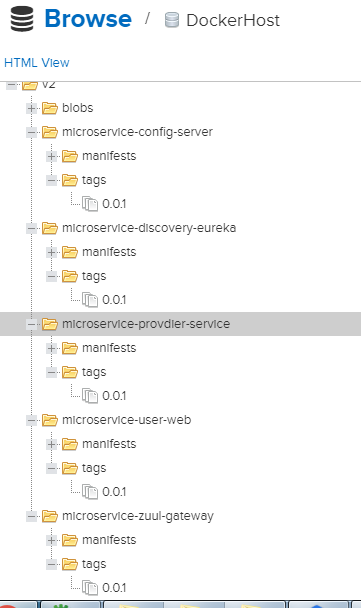 Browse / DockerHost
HTML View
v2
blobs
microservice-config-server
manifests
tags
0.0.1
microservice-discovery-eureka
manifests
tags
0.0.1
microservice-provdier-service
manifests
tags
0.0.1
microservice-user-web
manifests
tags
0.0.1
microservice-zuul-gateway
manifests
tags
0.0.1